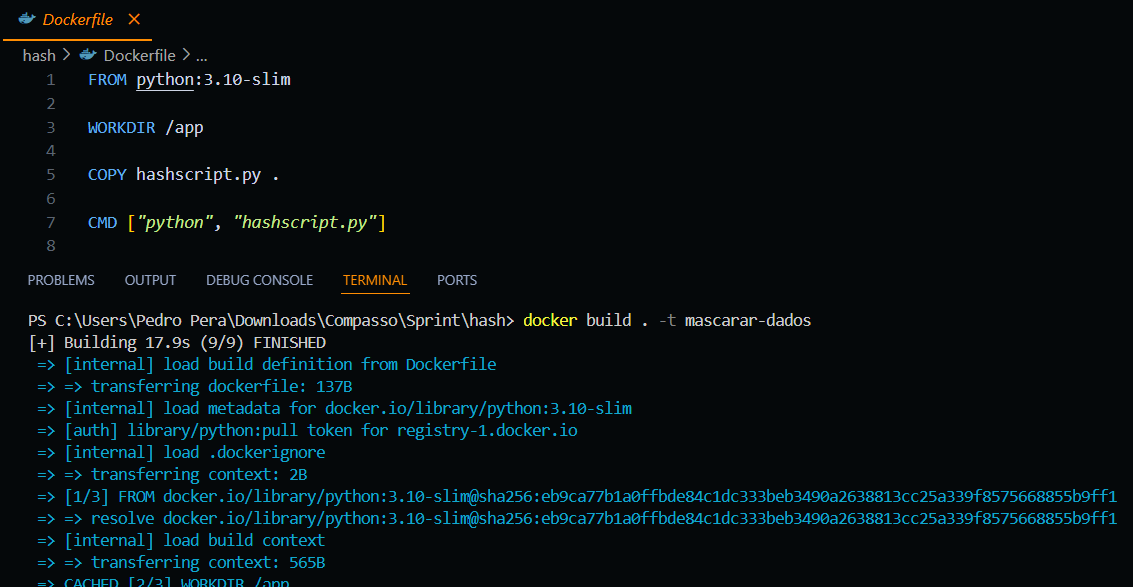 Dockerfile ×
hash > Dockerfile > ...
1 FROM python:3.10-slim
2
3 WORKDIR /app
4
5 COPY hashscript.py .
6
7 CMD ["python", "hashscript.py"]
8
PROBLEMS OUTPUT DEBUG CONSOLE TERMINAL PORTS
PS C:\Users\Pedro Pera\Downloads\Compasso\Sprint\hash> docker build . -t mascarar-dados
[+] Building 17.9s (9/9) FINISHED
=> [internal] load build definition from Dockerfile
=> => transferring dockerfile: 137B
=> [internal] load metadata for docker.io/library/python:3.10-slim
=> [auth] library/python:pull token for registry-1.docker.io
=> [internal] load .dockerignore
=> => transferring context: 2B
=> [1/3] FROM docker.io/library/python:3.10-slim@sha256:eb9ca77b1a0ffbde84c1dc333beb3490a2638813cc25a339f8575668855b9ff1
=> => resolve docker.io/library/python:3.10-slim@sha256:eb9ca77b1a0ffbde84c1dc333beb3490a2638813cc25a339f8575668855b9ff1
=> [internal] load build context
=> => transferring context: 565B
=> CACHED [2/3] WORKDIR /app